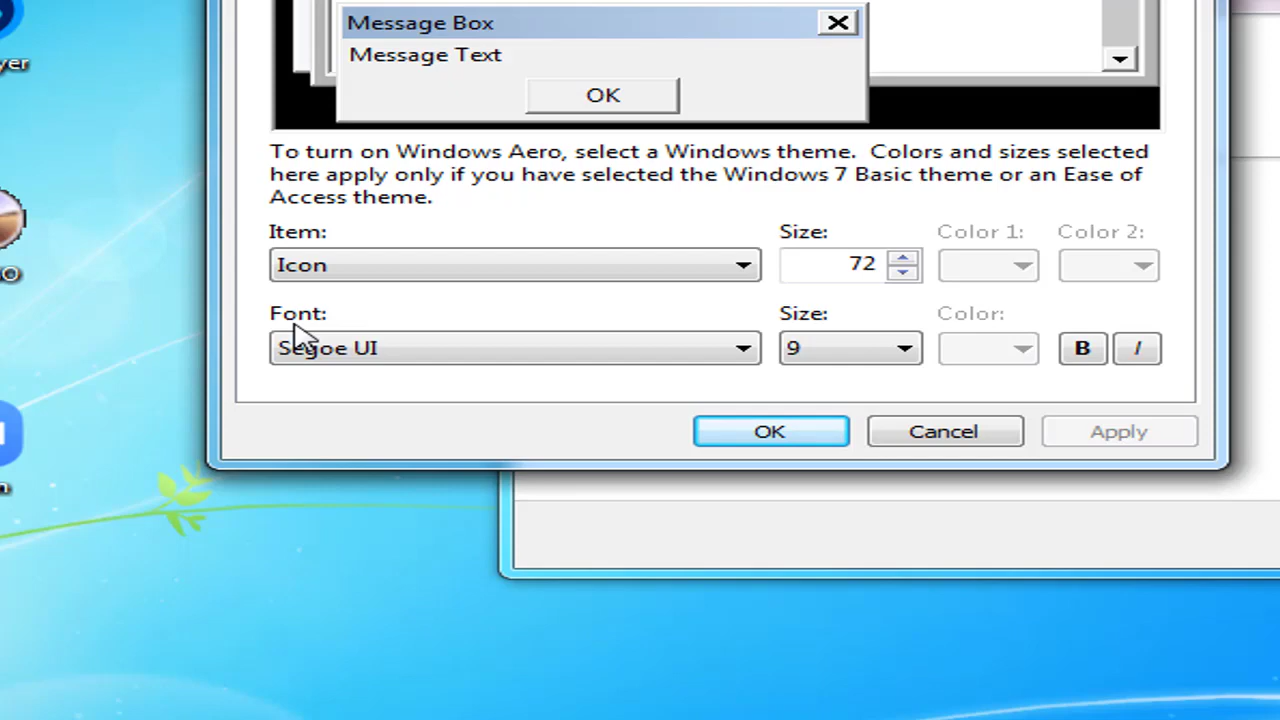 Message Box
Message Text
OK
yer
To turn on Windows Aero, select a Windows theme. Colors and sizes selected
here apply only if you have selected the Windows 7 Basic theme or an Ease of
Access theme.
Item: Size: Color 1: Color 2:
Icon 72
O
Font: Size: Color:
Segoe UI 9 B I
OK Cancel Apply
n